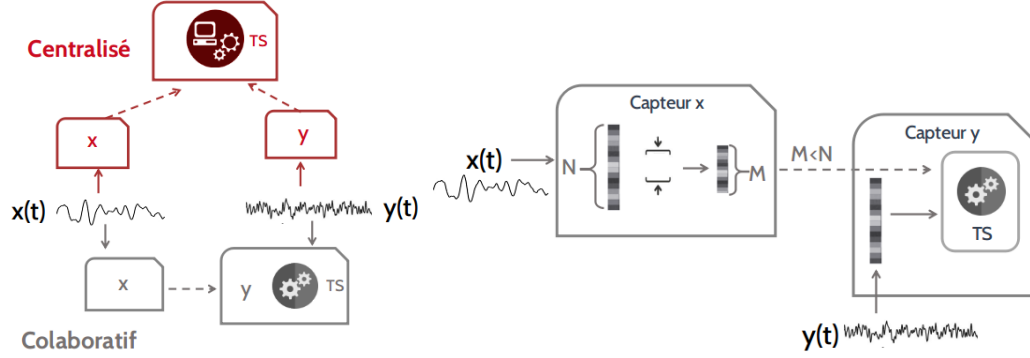 Centralisé
TS
x
y
x(t)
y(t)
x
y
TS
Colaboratif
Capteur x
x(t)
N
M
M<N
Capteur y
TS
y(t)